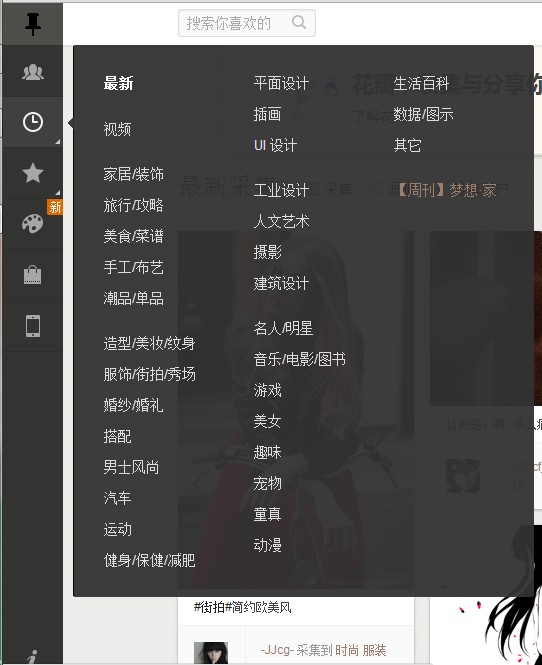 搜索你喜欢的
最新
视频
家居/装饰
旅行/攻略
美食/菜谱
手工/布艺
潮品/单品
造型/美妆/纹身
服饰/街拍/秀场
婚纱/婚礼
搭配
男士风尚
汽车
运动
健身/保健/减肥
平面设计
插画
UI 设计
工业设计
人文艺术
摄影
建筑设计
名人/明星
音乐/电影/图书
游戏
美女
趣味
宠物
童真
动漫
生活百科
数据/图示
其它
【周刊】梦想·家
新
最新采集
#街拍#简约欧美风
-JJcg- 采集到 时尚 服装